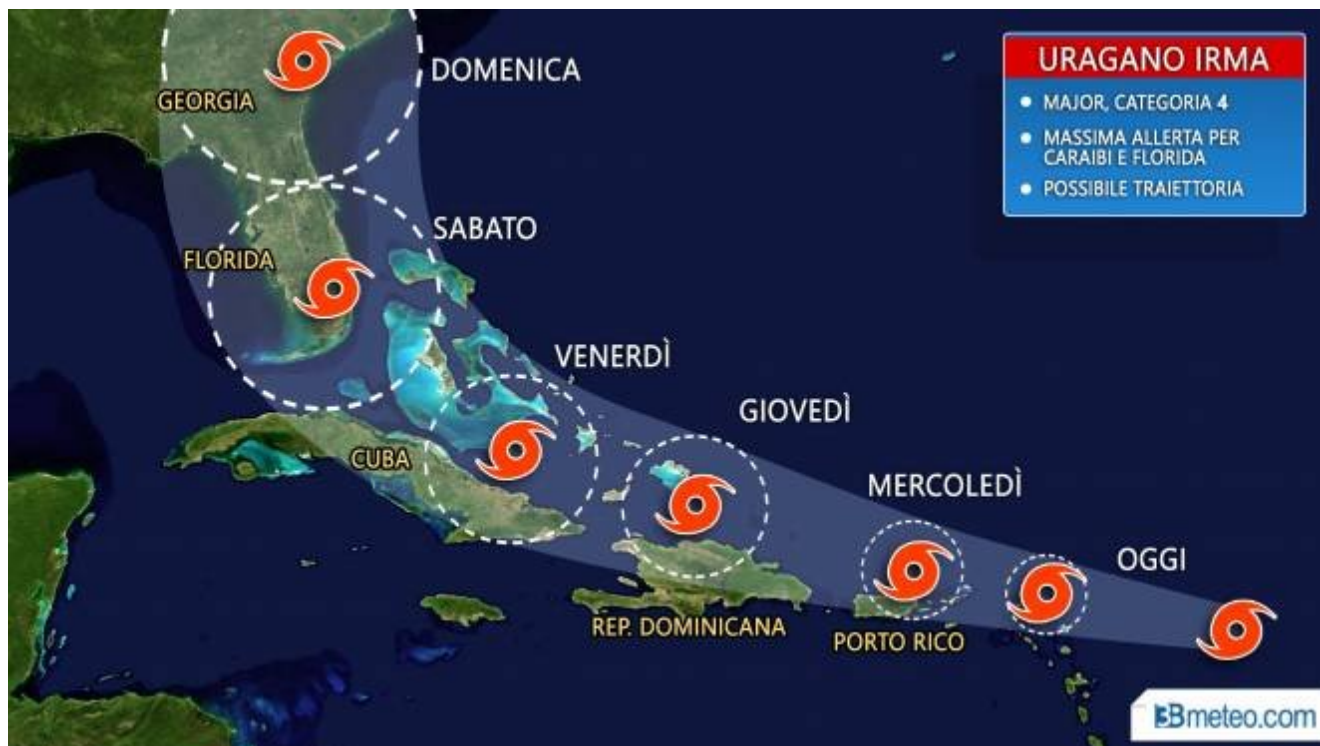 DOMENICA
GEORGIA
URAGANO IRMA
MAJOR, CATEGORIA 4
MASSIMA ALLERTA PER
CARAIBI E FLORIDA
POSSIBILE TRAIETTORIA
SABATO
FLORIDA
VENERDÌ
GIOVEDÌ
CUBA
MERCOLEDÌ
OGGI
REP. DOMINICANA
PORTO RICO
3Bmeteo.com